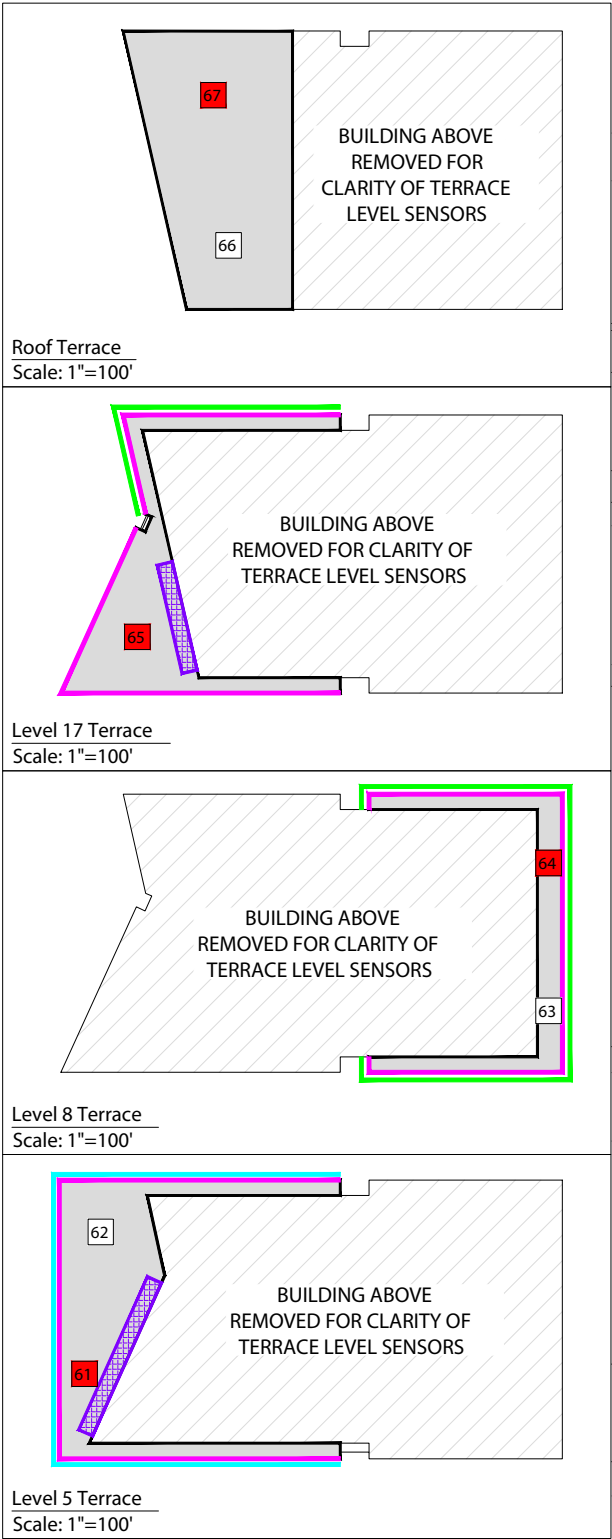 67
BUILDING ABOVE
REMOVED FOR
CLARITY OF TERRACE
LEVEL SENSORS
66
Roof Terrace
Scale: 1"=100'
BUILDING ABOVE
REMOVED FOR CLARITY OF
TERRACE LEVEL SENSORS
65
Level 17 Terrace
Scale: 1"=100'
64
BUILDING ABOVE
REMOVED FOR CLARITY OF
TERRACE LEVEL SENSORS
63
Level 8 Terrace
Scale: 1"=100'
62
BUILDING ABOVE
REMOVED FOR CLARITY OF
TERRACE LEVEL SENSORS
61
Level 5 Terrace
Scale: 1"=100'